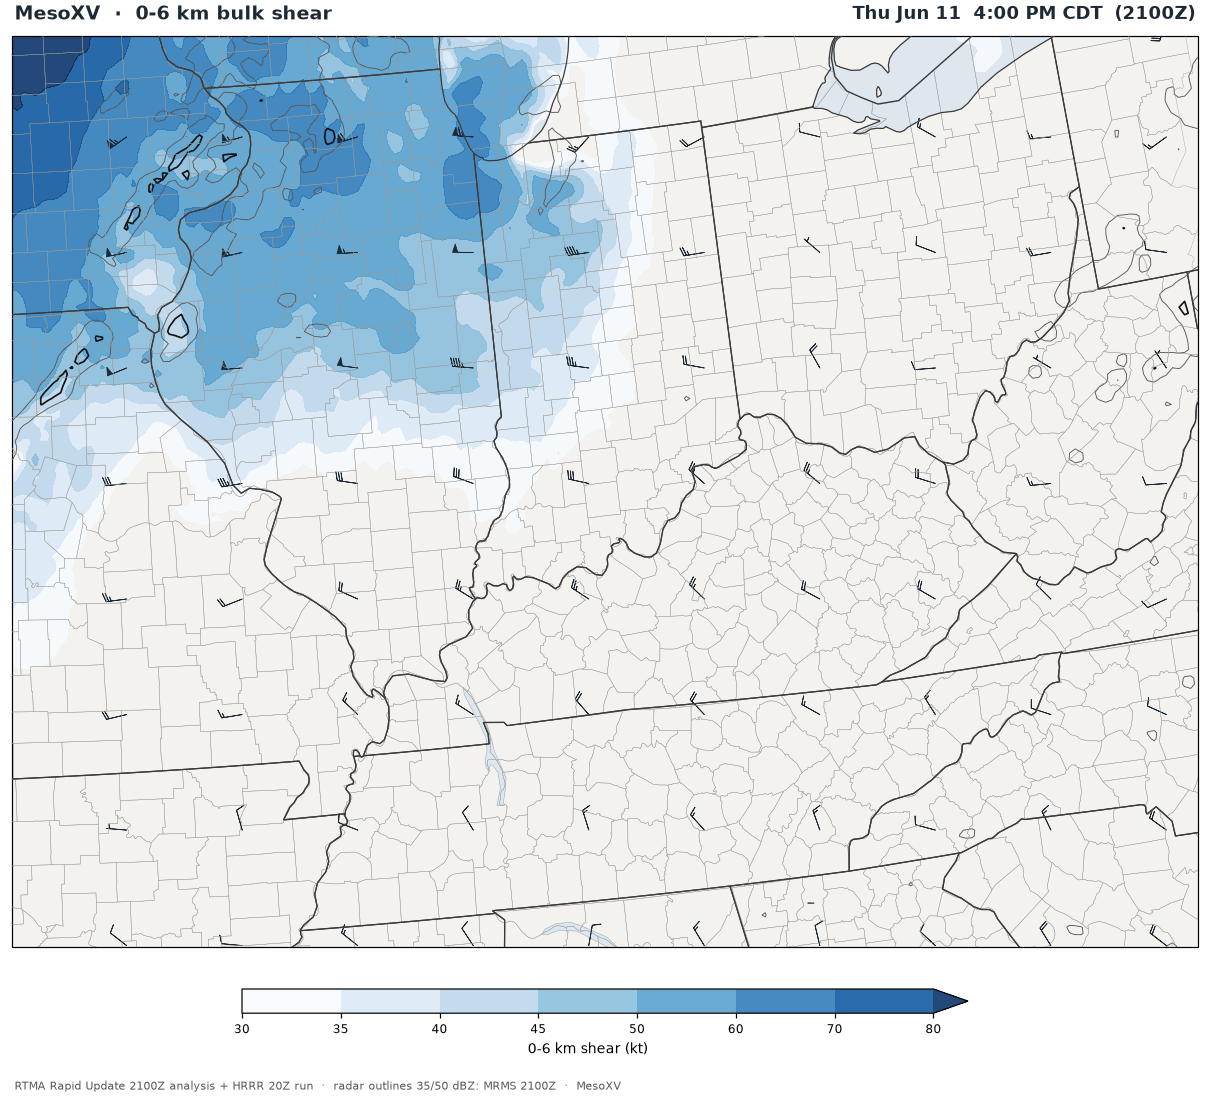 MesoXV · 0-6 km bulk shear
Thu Jun 11 4:00 PM CDT (2100Z)
30 35 40 45 50 60 70 80
0-6 km shear (kt)
RTMA Rapid Update 2100Z analysis + HRRR 20Z run · radar outlines 35/50 dBZ: MRMS 2100Z · MesoXV